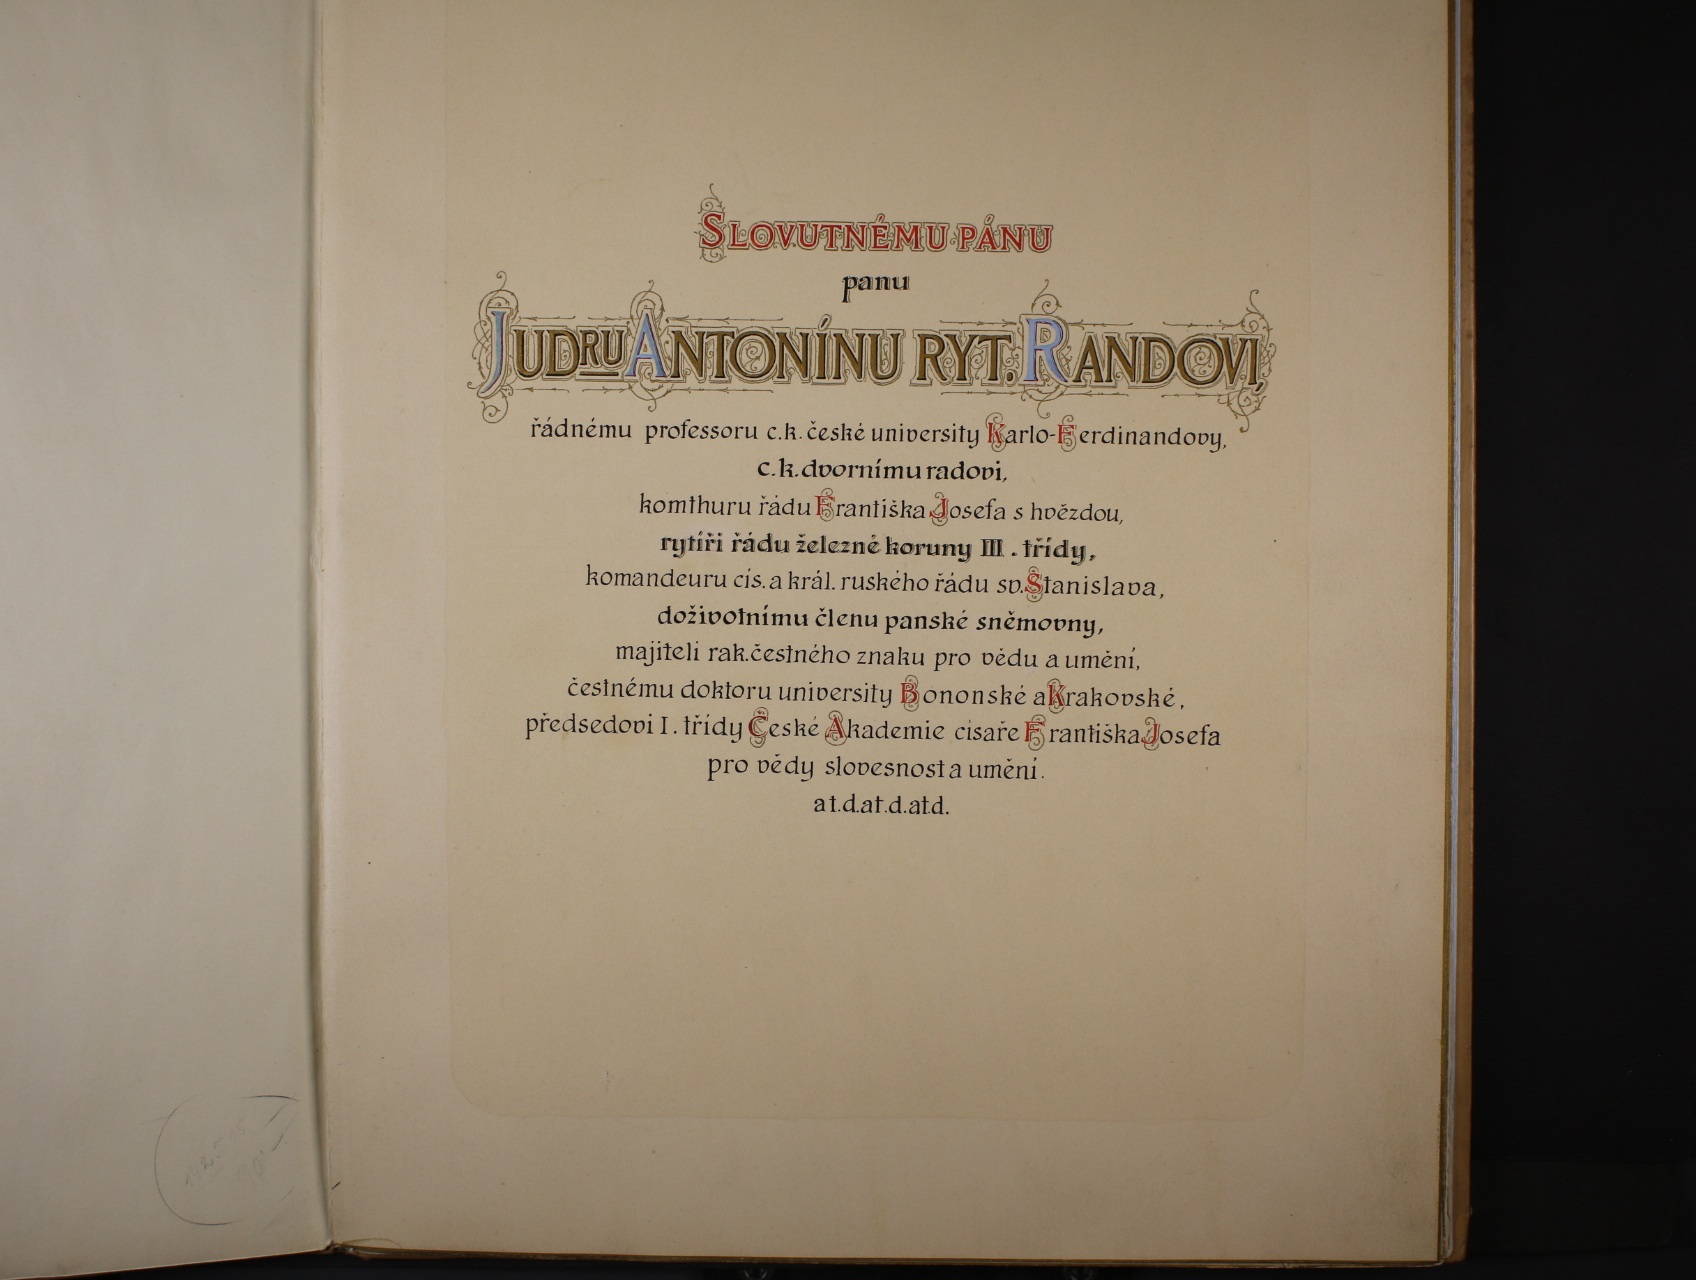 Slovutnému pánu
panu
JUDru Antonínu ryt. Randovi,
řádnému professoru c.k. české university Karlo-Ferdinandovy,
c.k. dvornímu radovi,
komthuru řádu Františka Josefa s hvězdou,
rytíři řádu železné koruny III. třídy,
komandeuru cís. a král. ruského řádu sv. Stanislava,
doživotnímu členu panské sněmovny,
majiteli rak. čestného znaku pro vědu a umění,
čestnému doktoru university Bononské a Krakovské,
předsedovi I. třídy České Akademie císaře Františka Josefa
pro vědy slovesnost a umění.
a t.d. at.d. at.d.